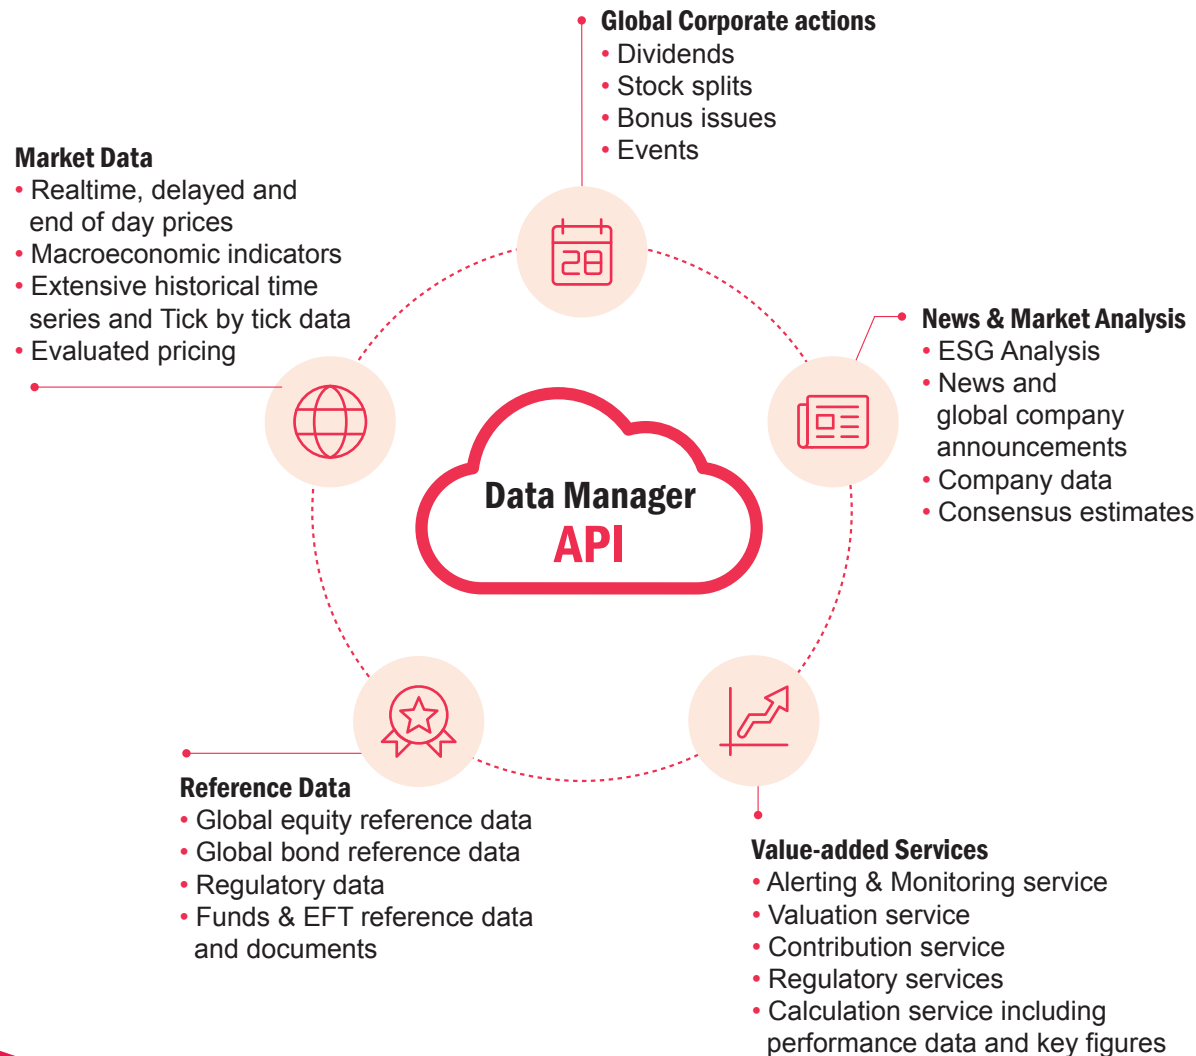 Global Corporate actions
• Dividends
• Stock splits
• Bonus issues
• Events
Market Data
• Realtime, delayed and
end of day prices
• Macroeconomic indicators
• Extensive historical time
series and Tick by tick data
• Evaluated pricing
28
News & Market Analysis
• ESG Analysis
• News and
global company
announcements
• Company data
• Consensus estimates
Data Manager
API
Reference Data
• Global equity reference data
• Global bond reference data
• Regulatory data
• Funds & EFT reference data
and documents
Value-added Services
• Alerting & Monitoring service
• Valuation service
• Contribution service
• Regulatory services
• Calculation service including
performance data and key figures